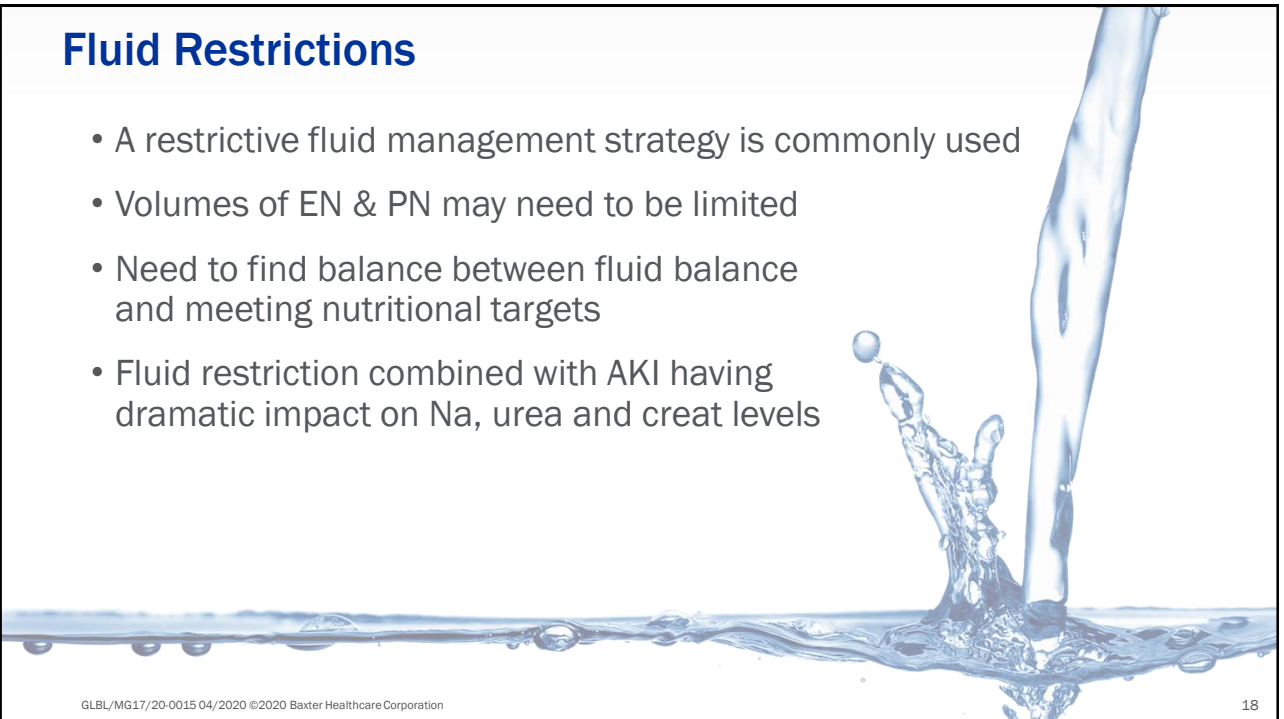 Fluid Restrictions
• A restrictive fluid management strategy is commonly used
• Volumes of EN & PN may need to be limited
• Need to find balance between fluid balance
and meeting nutritional targets
• Fluid restriction combined with AKI having
dramatic impact on Na, urea and creat levels
GLBL/MG17/20-0015 04/2020 ©2020 Baxter Healthcare Corporation
18